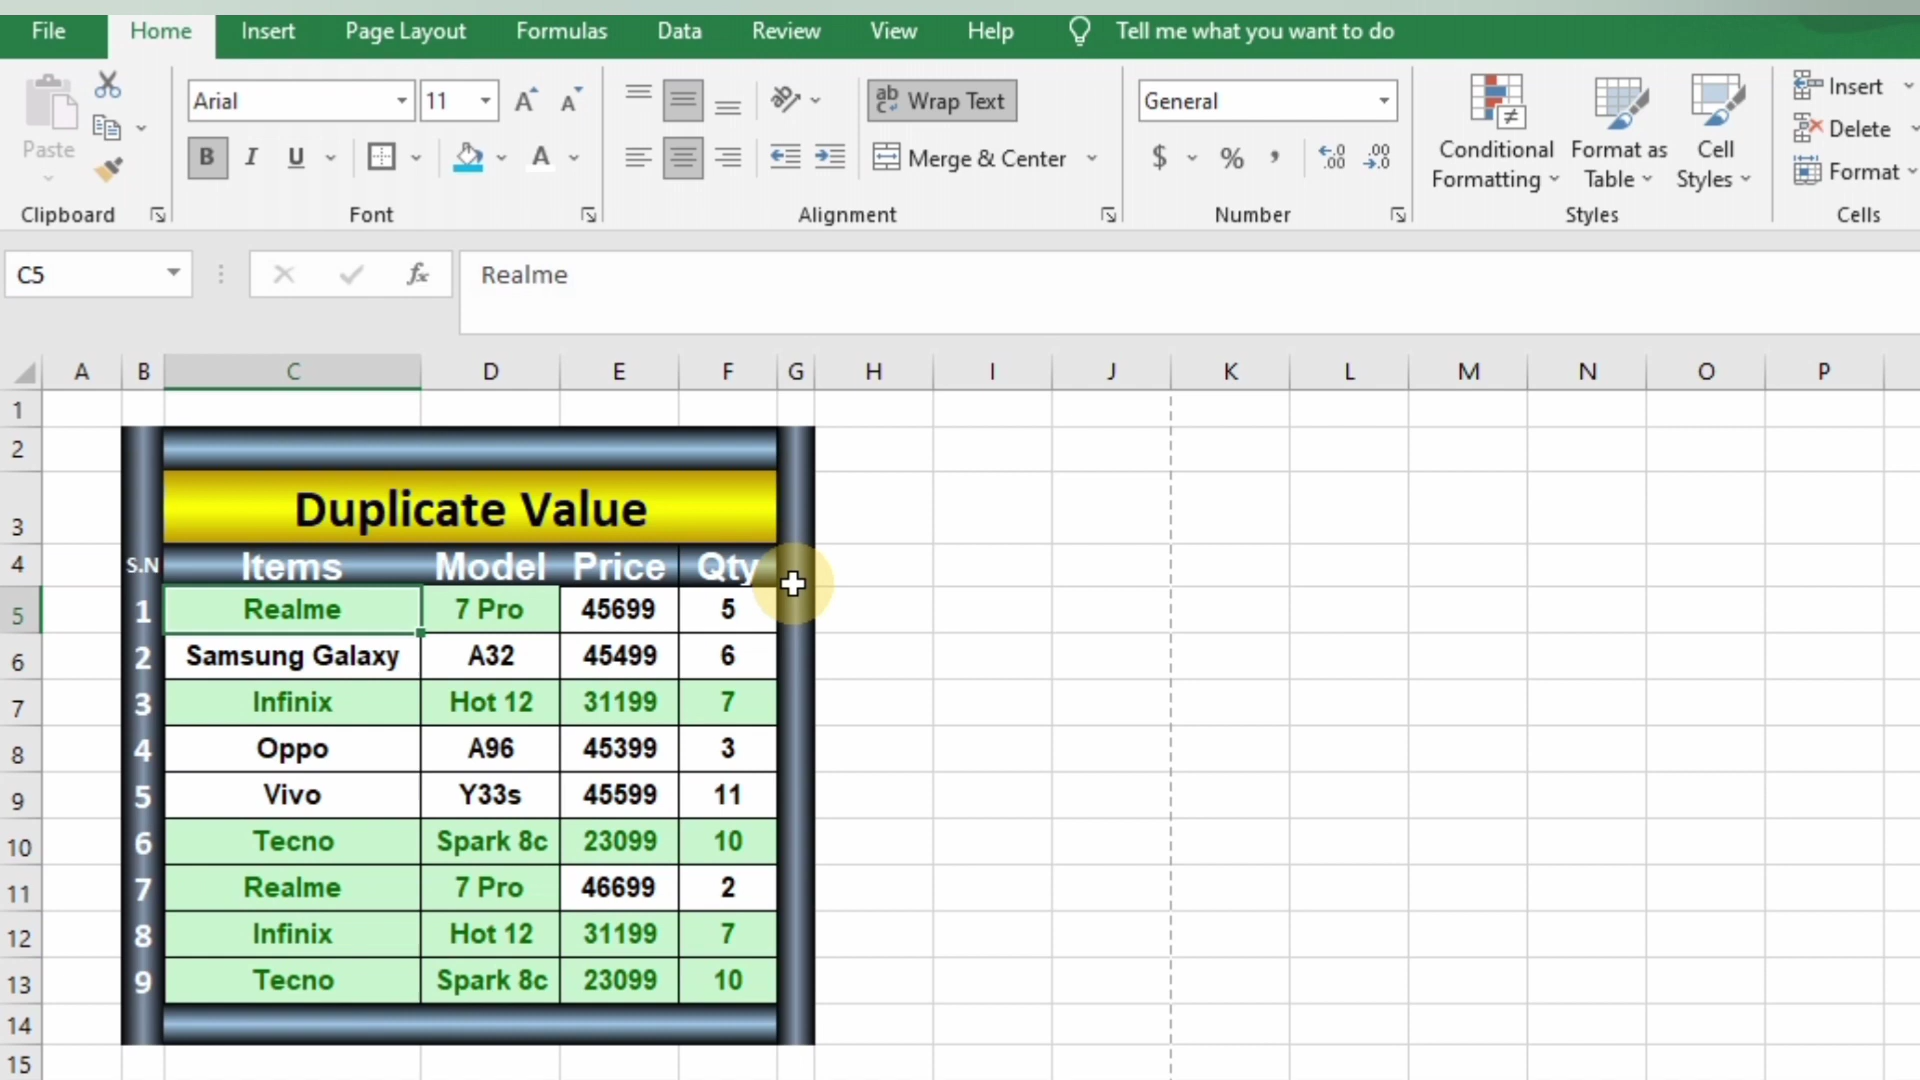 File Home Insert Page Layout Formulas Data Review View Help Tell me what you want to do
Paste
Arial 11 A A
B I U A
ab Wrap Text
Merge & Center
General
$ % , .00 .00
Conditional Formatting
Format as Table
Cell Styles
Insert
Delete
Format
Clipboard Font Alignment Number Styles Cells
C5 fx Realme
A B C D E F G H I J K L M N O P
1
2
3 Duplicate Value
4 S.N Items Model Price Qty
5 1 Realme 7 Pro 45699 5
6 2 Samsung Galaxy A32 45499 6
7 3 Infinix Hot 12 31199 7
8 4 Oppo A96 45399 3
9 5 Vivo Y33s 45599 11
10 6 Tecno Spark 8c 23099 10
11 7 Realme 7 Pro 46699 2
12 8 Infinix Hot 12 31199 7
13 9 Tecno Spark 8c 23099 10
14
15